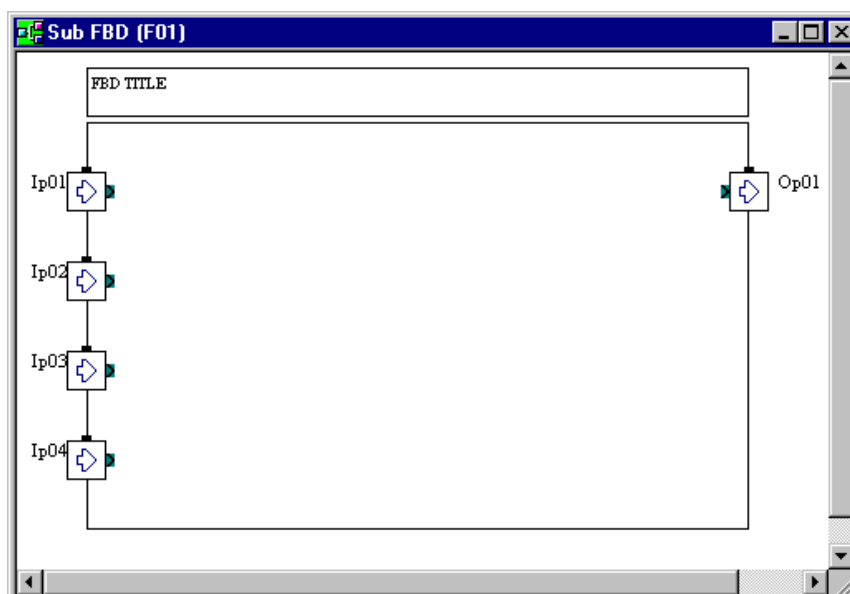 Sub FBD (F01)
FBD TITLE
Ip01
Op01
Ip02
Ip03
Ip04